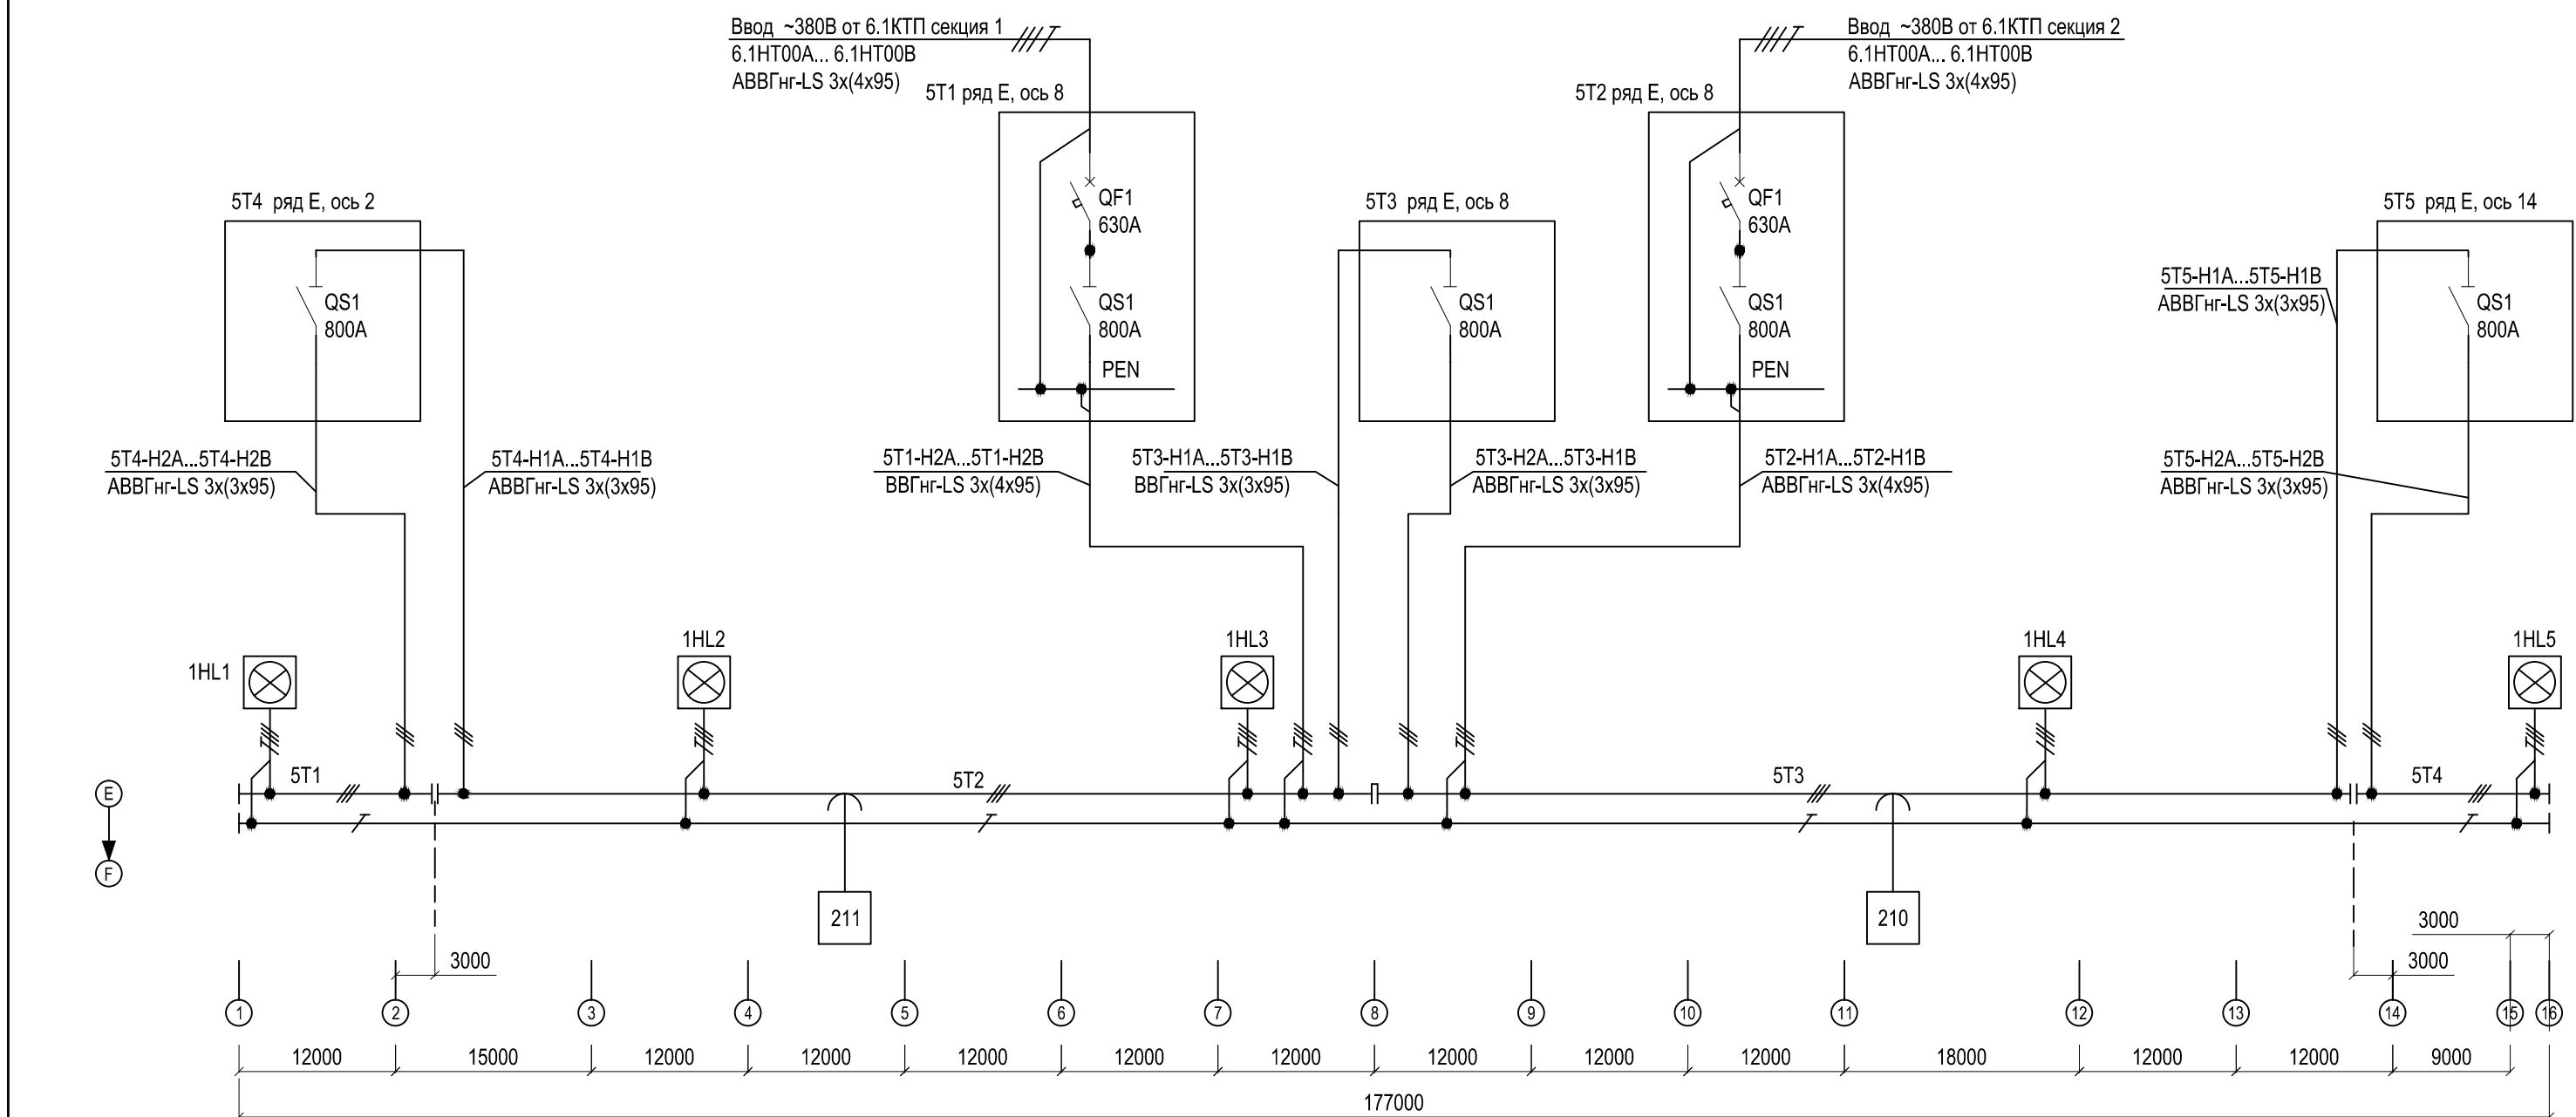 Ввод ~380В от 6.1КТП секция 1
6.1НТ00А... 6.1НТ00В
АВВГнг-LS 3х(4х95)
Ввод ~380В от 6.1КТП секция 2
6.1НТ00А... 6.1НТ00В
АВВГнг-LS 3х(4х95)
5Т1 ряд Е, ось 8
QF1
630А
QS1
800А
PEN
5Т2 ряд Е, ось 8
QF1
630А
QS1
800А
PEN
5Т4 ряд Е, ось 2
QS1
800А
5Т3 ряд Е, ось 8
QS1
800А
5Т5 ряд Е, ось 14
QS1
800А
5Т5-Н1А...5Т5-Н1В
АВВГнг-LS 3х(3х95)
5Т4-Н2А...5Т4-Н2В
АВВГнг-LS 3х(3х95)
5Т4-Н1А...5Т4-Н1В
АВВГнг-LS 3х(3х95)
5Т1-Н2А...5Т1-Н2В
ВВГнг-LS 3х(4х95)
5Т3-Н1А...5Т3-Н1В
ВВГнг-LS 3х(3х95)
5Т3-Н2А...5Т3-Н1В
АВВГнг-LS 3х(3х95)
5Т2-Н1А...5Т2-Н1В
АВВГнг-LS 3х(4х95)
5Т5-Н2А...5Т5-Н2В
АВВГнг-LS 3х(3х95)
1HL1
1HL2
1HL3
1HL4
1HL5
5Т1
5Т2
5Т3
5Т4
E
F
211
210
3000
3000
3000
1
2
3
4
5
6
7
8
9
10
11
12
13
14
15
16
12000
15000
12000
12000
12000
12000
12000
12000
12000
12000
18000
12000
12000
9000
177000